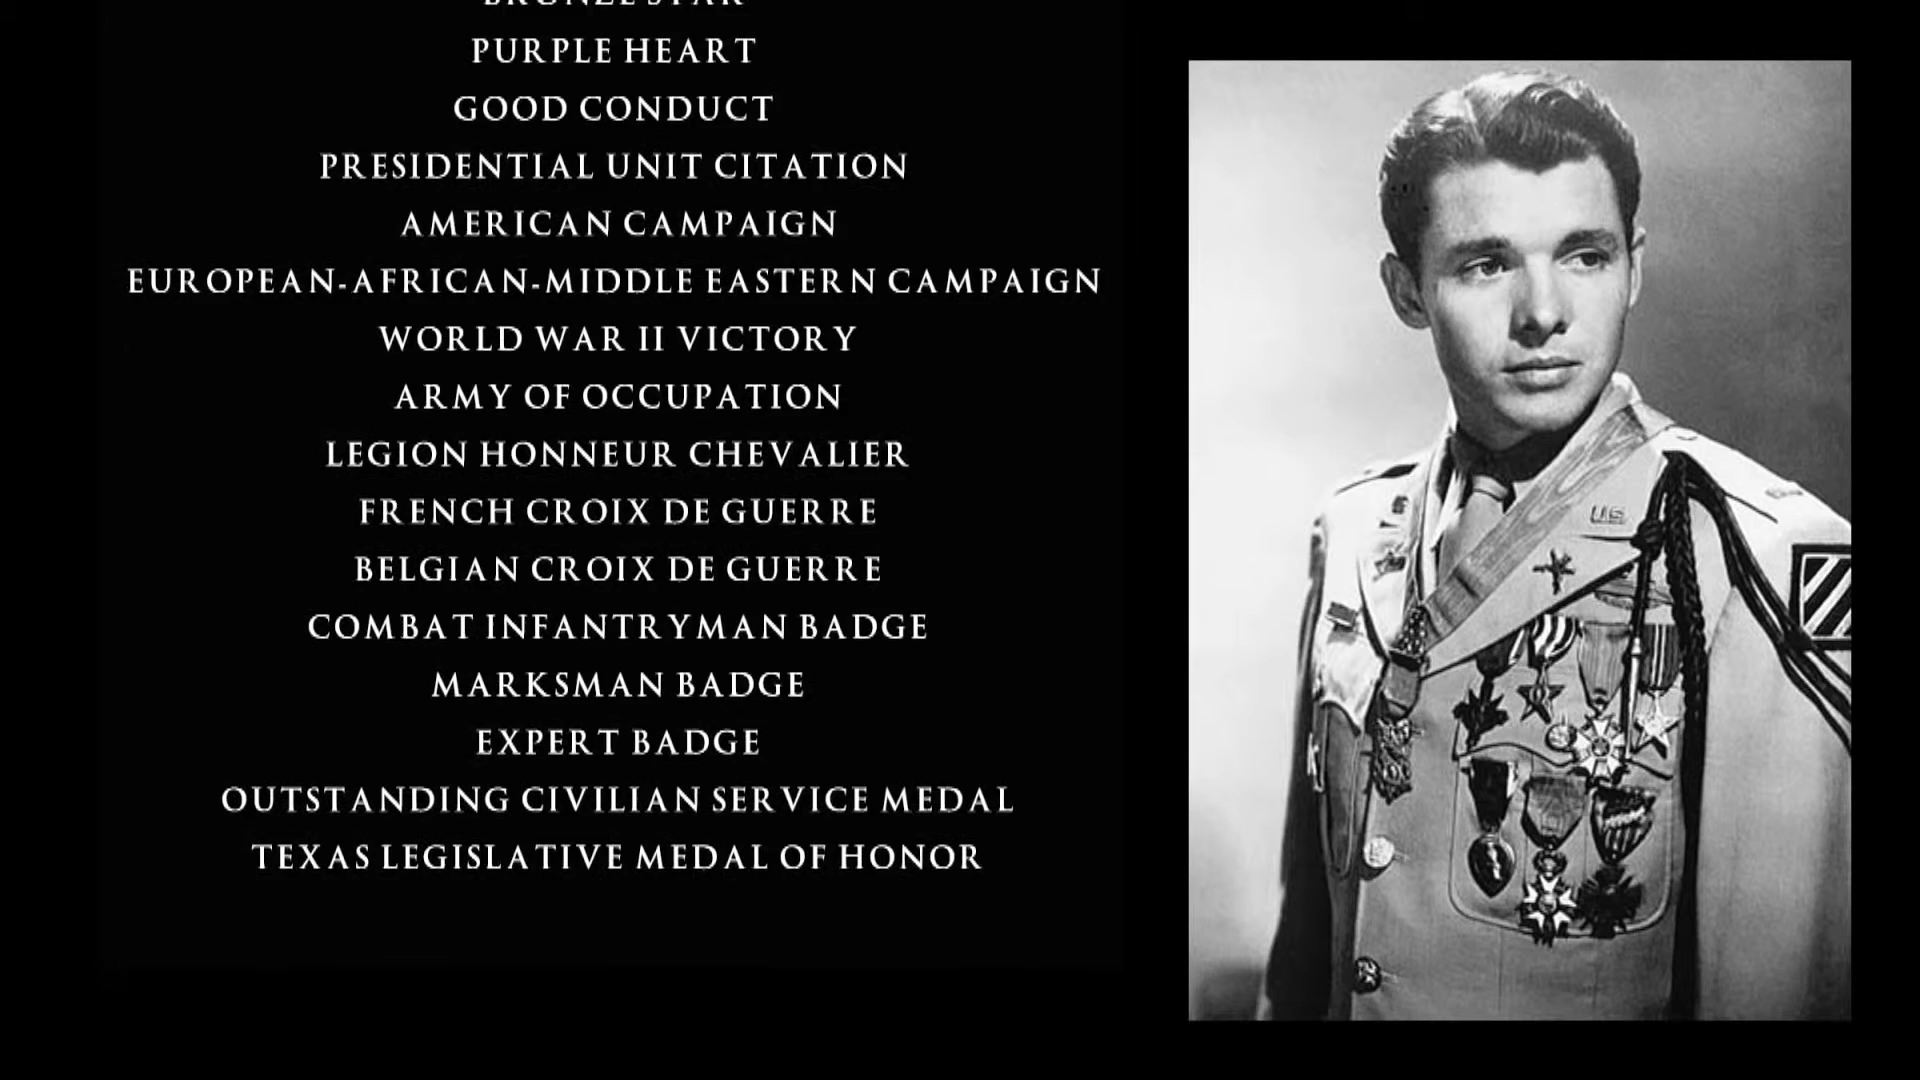 BRONZE STAR
PURPLE HEART
GOOD CONDUCT
PRESIDENTIAL UNIT CITATION
AMERICAN CAMPAIGN
EUROPEAN-AFRICAN-MIDDLE EASTERN CAMPAIGN
WORLD WAR II VICTORY
ARMY OF OCCUPATION
LEGION HONNEUR CHEVALIER
FRENCH CROIX DE GUERRE
BELGIAN CROIX DE GUERRE
COMBAT INFANTRYMAN BADGE
MARKSMAN BADGE
EXPERT BADGE
OUTSTANDING CIVILIAN SERVICE MEDAL
TEXAS LEGISLATIVE MEDAL OF HONOR
U.S.